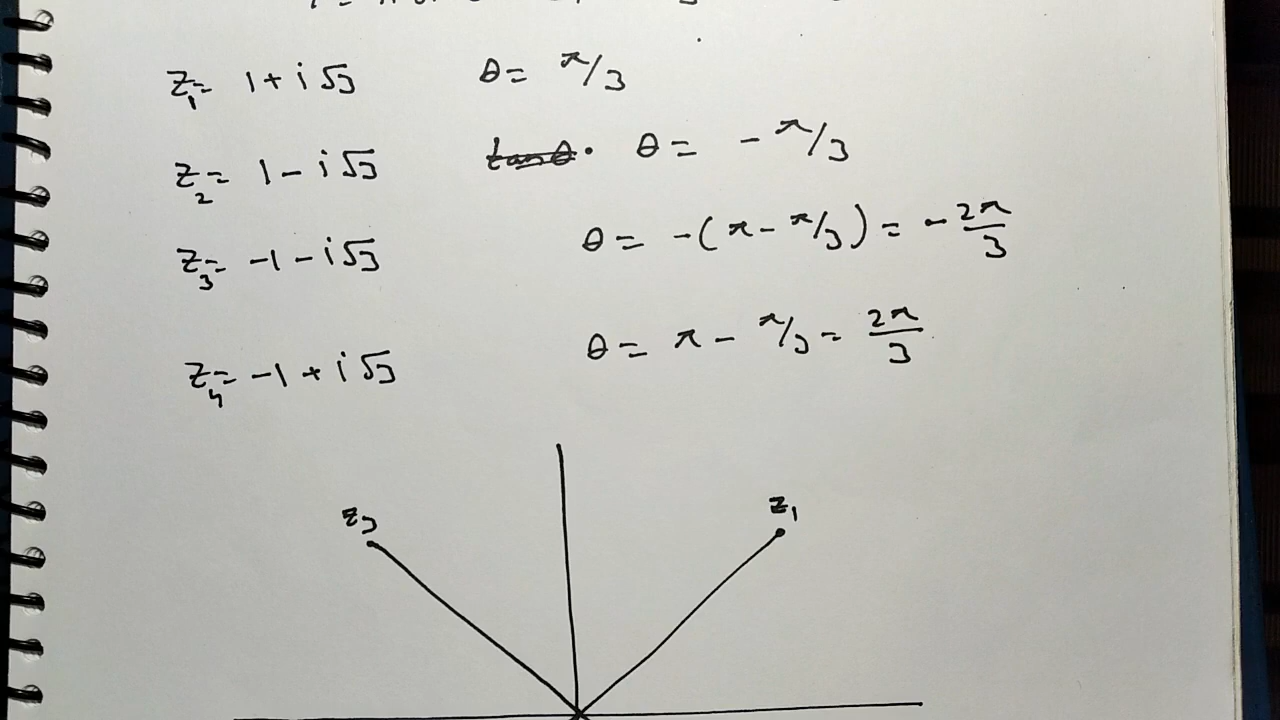 z₁ = 1 + i√3 θ = π/3
z₂ = 1 - i√3 θ = -π/3
z₃ = -1 - i√3 θ = -(π - π/3) = -2π/3
z₄ = -1 + i√3 θ = π - π/3 = 2π/3
z₃ z₁